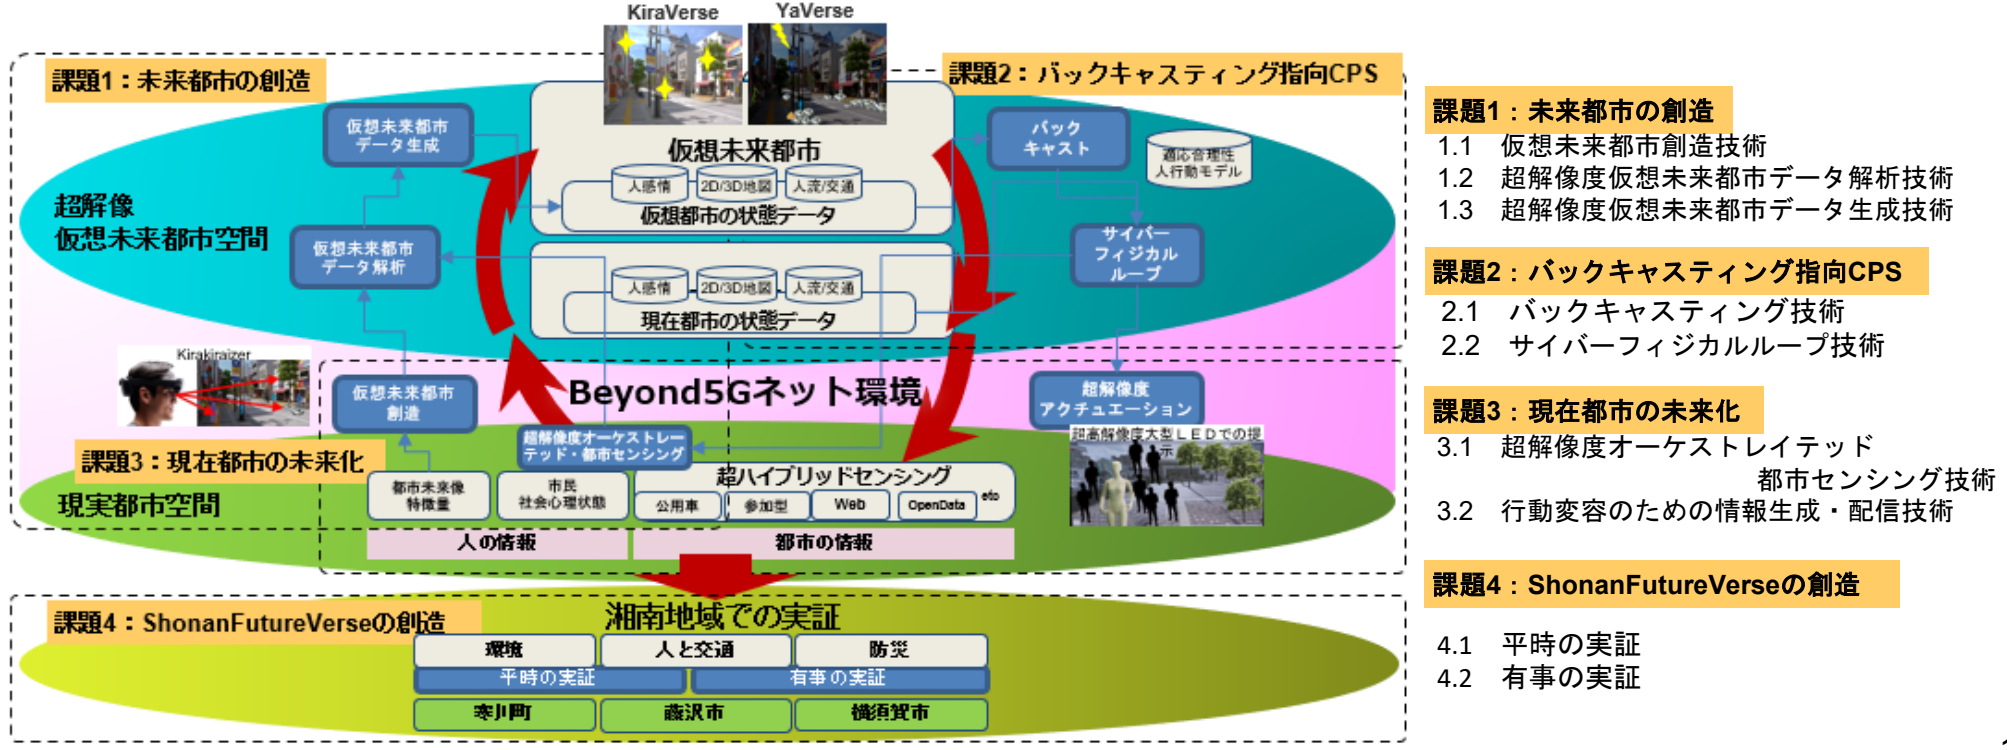 KiraVerse
YaVerse
課題1：未来都市の創造
課題2：バックキャスティング指向CPS
仮想未来都市
データ生成
バック
キャスト
適応合理性
人行動モデル
仮想未来都市
人感情
2D/3D地図
人流/交通
仮想都市の状態データ
超解像
仮想未来都市空間
仮想未来都市
データ解析
サイバー
フィジカル
ループ
人感情
2D/3D地図
人流/交通
現在都市の状態データ
Kirakiraizer
仮想未来都市
創造
Beyond5Gネット環境
超解像度
アクチュエーション
超解像度オーケストレー
テッド・都市センシング
超高解像度大型ＬＥＤでの提
示
課題3：現在都市の未来化
現実都市空間
都市未来像
特徴量
市民
社会心理状態
超ハイブリッドセンシング
公用車
参加型
Web
OpenData
etc
人の情報
都市の情報
課題4：ShonanFutureVerseの創造
湘南地域での実証
環境
人と交通
防災
平時の実証
有事の実証
寒川町
藤沢市
横須賀市
課題1：未来都市の創造
1.1 仮想未来都市創造技術
1.2 超解像度仮想未来都市データ解析技術
1.3 超解像度仮想未来都市データ生成技術
課題2：バックキャスティング指向CPS
2.1 バックキャスティング技術
2.2 サイバーフィジカルループ技術
課題3：現在都市の未来化
3.1 超解像度オーケストレイテッド
都市センシング技術
3.2 行動変容のための情報生成・配信技術
課題4：ShonanFutureVerseの創造
4.1 平時の実証
4.2 有事の実証